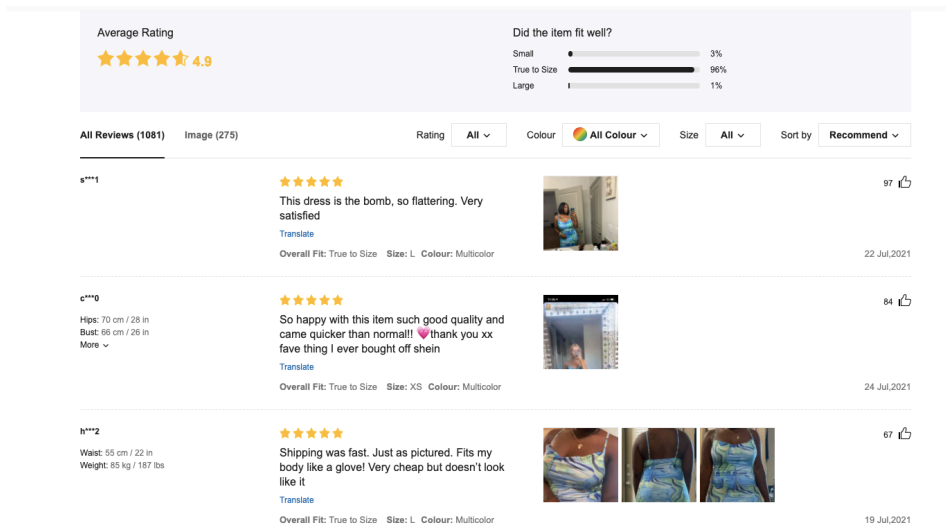 Average Rating
4.9
Did the item fit well?
Small 3%
True to Size 96%
Large 1%
All Reviews (1081) Image (275) Rating All Colour All Colour Size All Sort by Recommend
s***1
This dress is the bomb, so flattering. Very
satisfied
Translate
Overall Fit: True to Size Size: L Colour: Multicolor
97
22 Jul,2021
c***0
Hips: 70 cm / 28 in
Bust: 66 cm / 26 in
More
So happy with this item such good quality and
came quicker than normal!! 💗thank you xx
fave thing I ever bought off shein
Translate
Overall Fit: True to Size Size: XS Colour: Multicolor
84
24 Jul,2021
h***2
Waist: 55 cm / 22 in
Weight: 85 kg / 187 lbs
Shipping was fast. Just as pictured. Fits my
body like a glove! Very cheap but doesn't look
like it
Translate
Overall Fit: True to Size Size: L Colour: Multicolor
67
19 Jul,2021